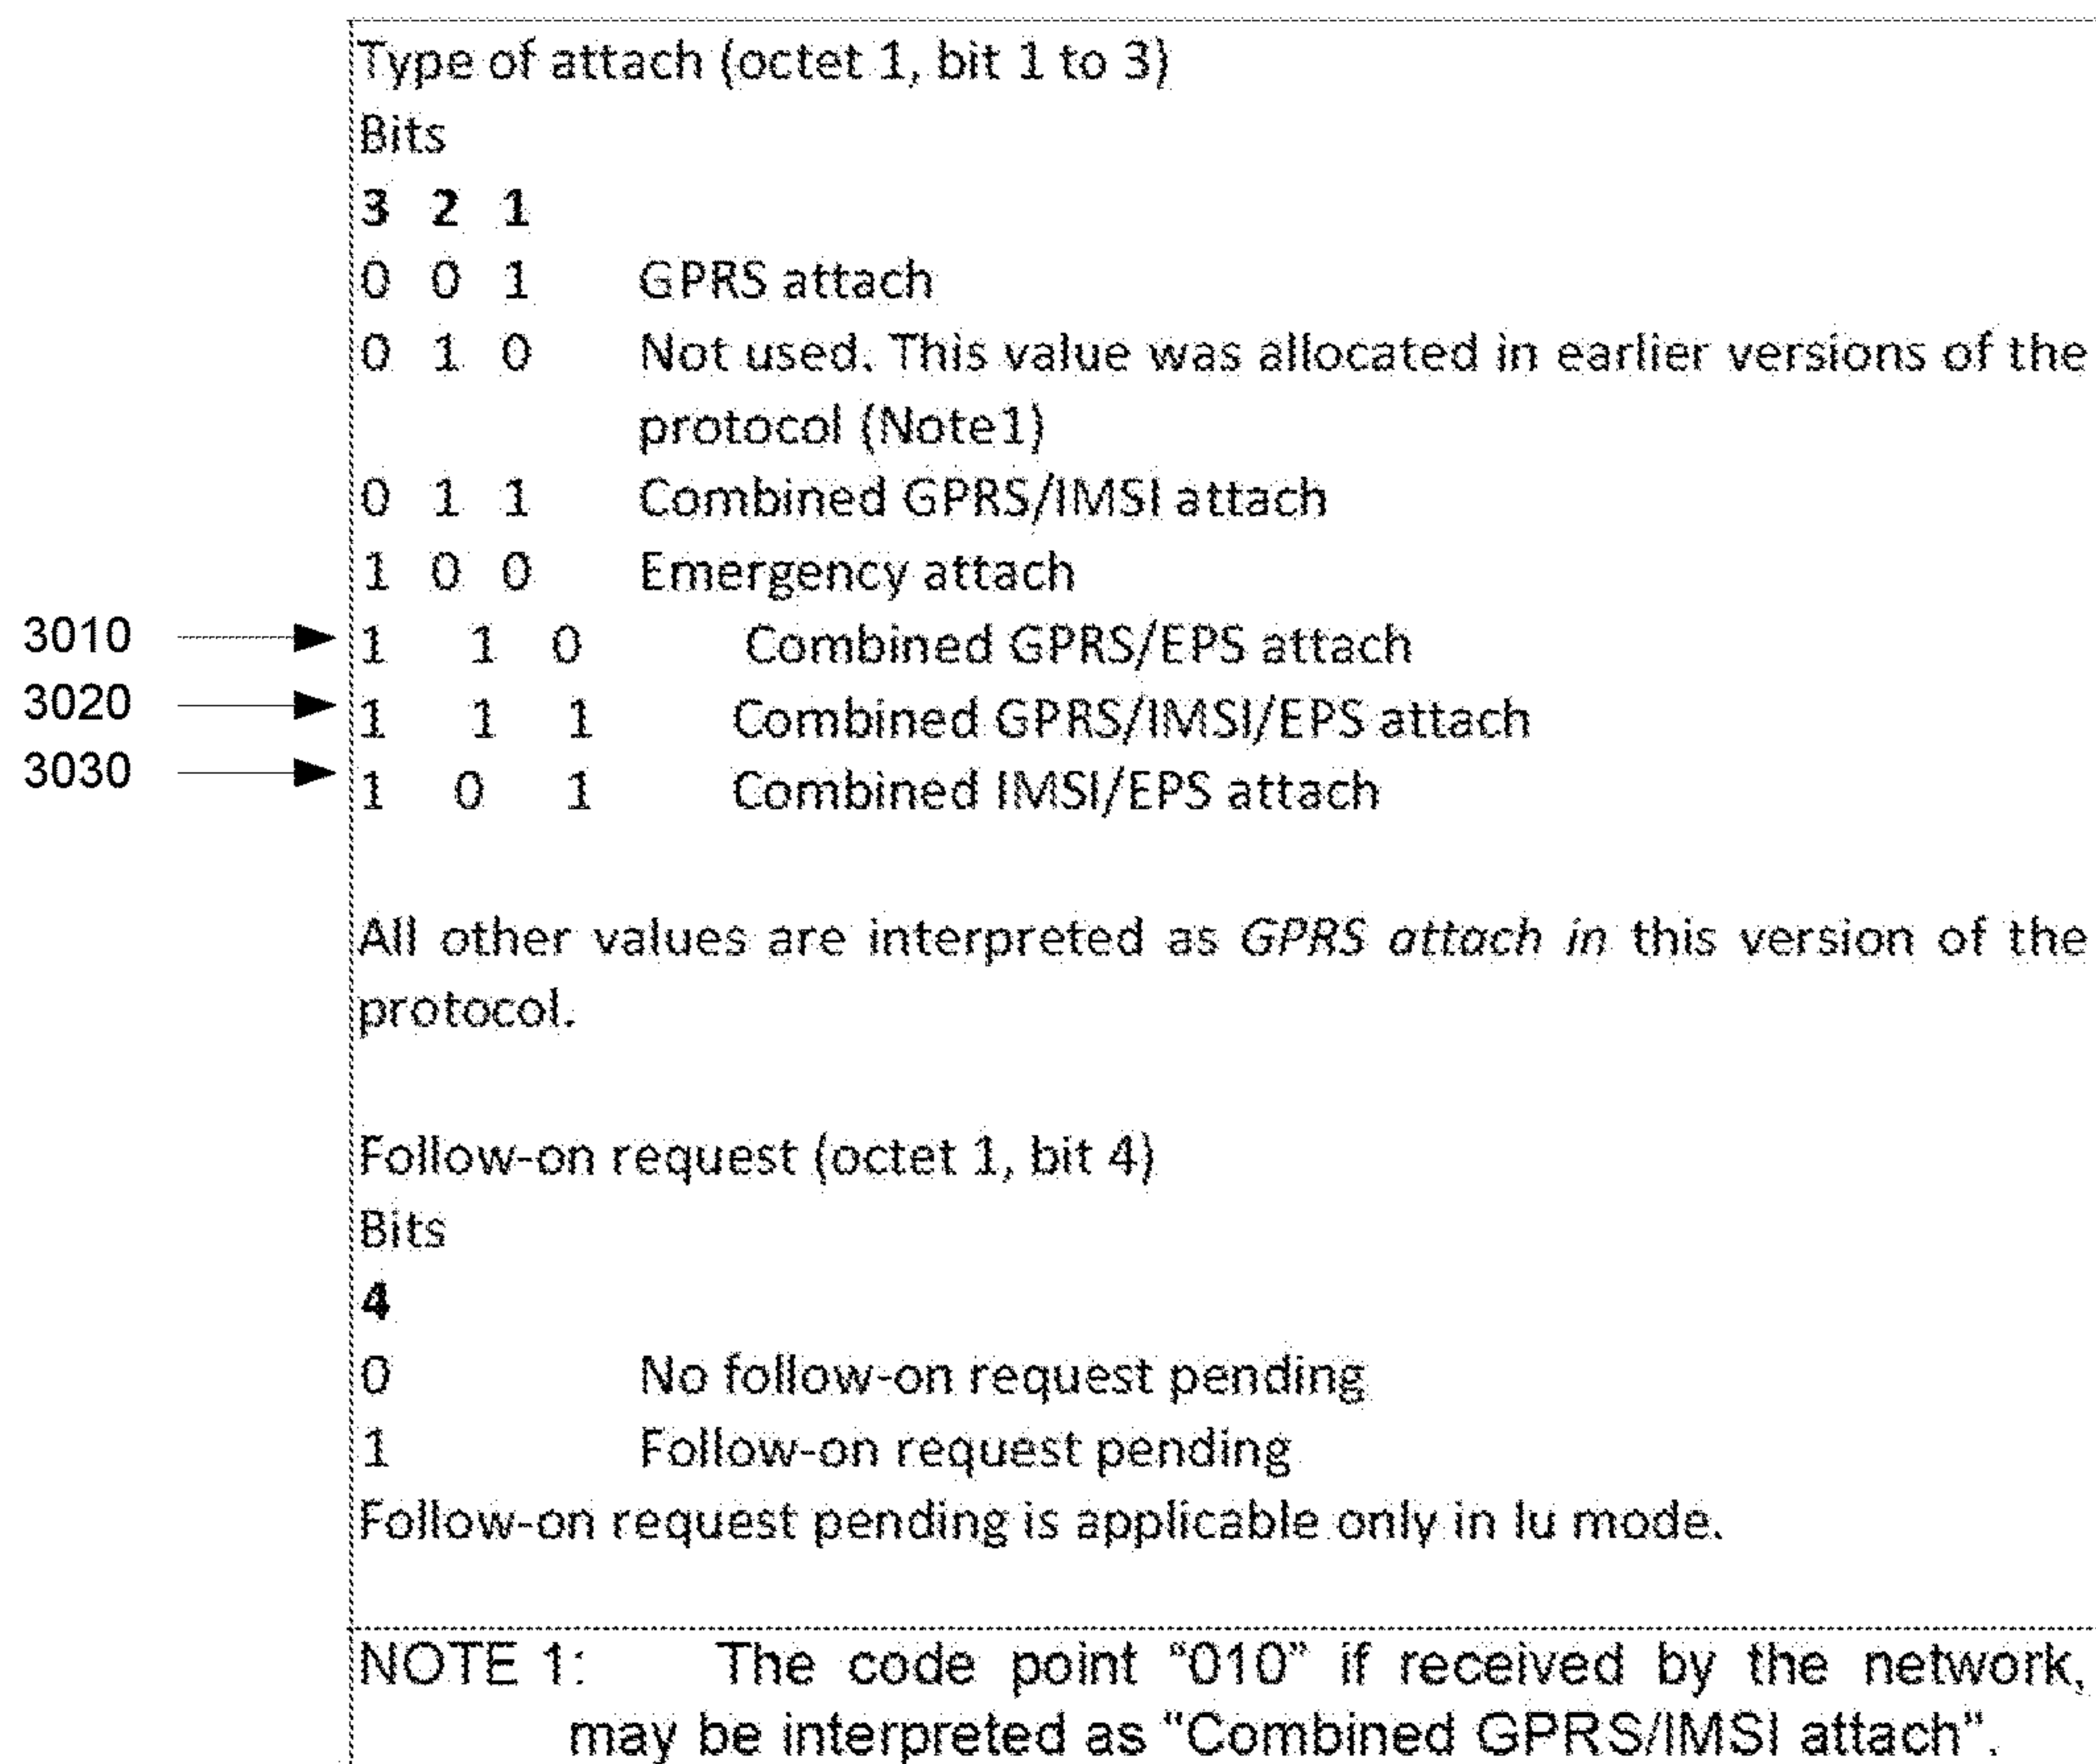 Type of attach (octet 1, bit 1 to 3)
Bits
3 2 1
0 0 1 GPRS attach
0 1 0 Not used. This value was allocated in earlier versions of the
protocol (Note1)
0 1 1 Combined GPRS/IMSI attach
1 0 0 Emergency attach
3010 1 1 0 Combined GPRS/EPS attach
3020 1 1 1 Combined GPRS/IMSI/EPS attach
3030 1 0 1 Combined IMSI/EPS attach
All other values are interpreted as GPRS attach in this version of the
protocol.
Follow-on request (octet 1, bit 4)
Bits
4
0 No follow-on request pending
1 Follow-on request pending
Follow-on request pending is applicable only in Iu mode.
NOTE 1: The code point “010” if received by the network,
may be interpreted as "Combined GPRS/IMSI attach".